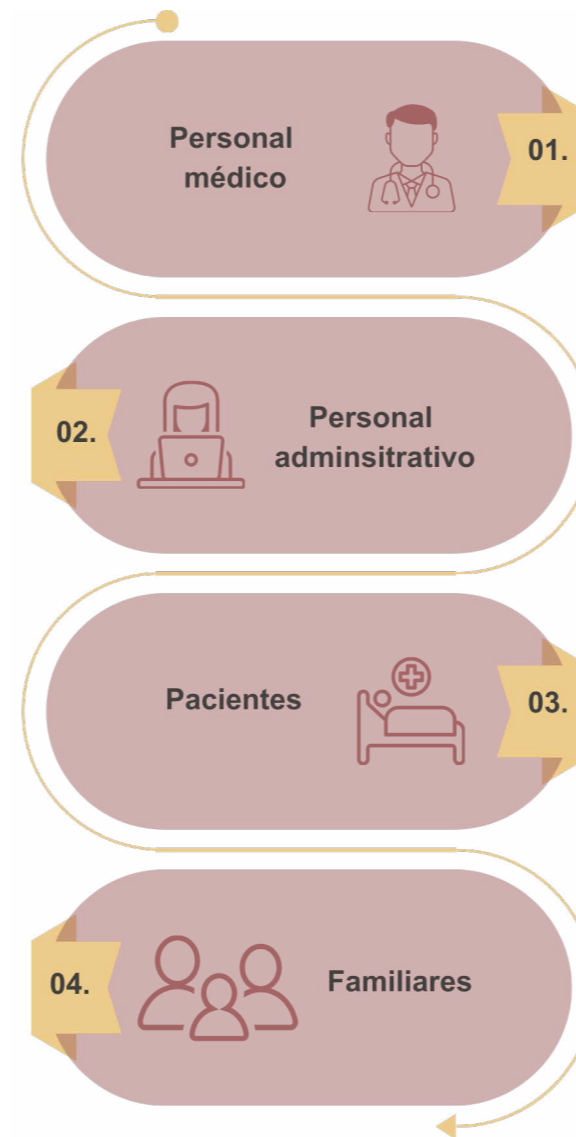 Personal
médico
01.
02.
Personal
adminsitrativo
Pacientes
03.
04.
Familiares